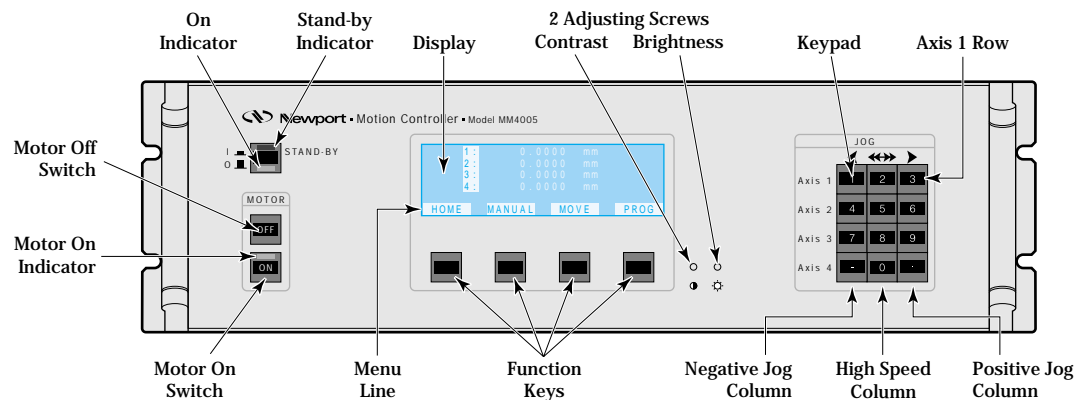 On
Indicator
Stand-by
Indicator
Display
2 Adjusting Screws
Contrast Brightness
Keypad
Axis 1 Row
Newport ▪ Motion Controller ▪ Model MM4005
I
O
STAND-BY
Motor Off
Switch
MOTOR
OFF
ON
Motor On
Indicator
1: 0.0000 mm
2: 0.0000 mm
3: 0.0000 mm
4: 0.0000 mm
HOME MANUAL MOVE PROG
JOG
Axis 1 2 3
Axis 2 4 5 6
Axis 3 7 8 9
Axis 4 - 0 .
Motor On
Switch
Menu
Line
Function
Keys
Negative Jog
Column
High Speed
Column
Positive Jog
Column